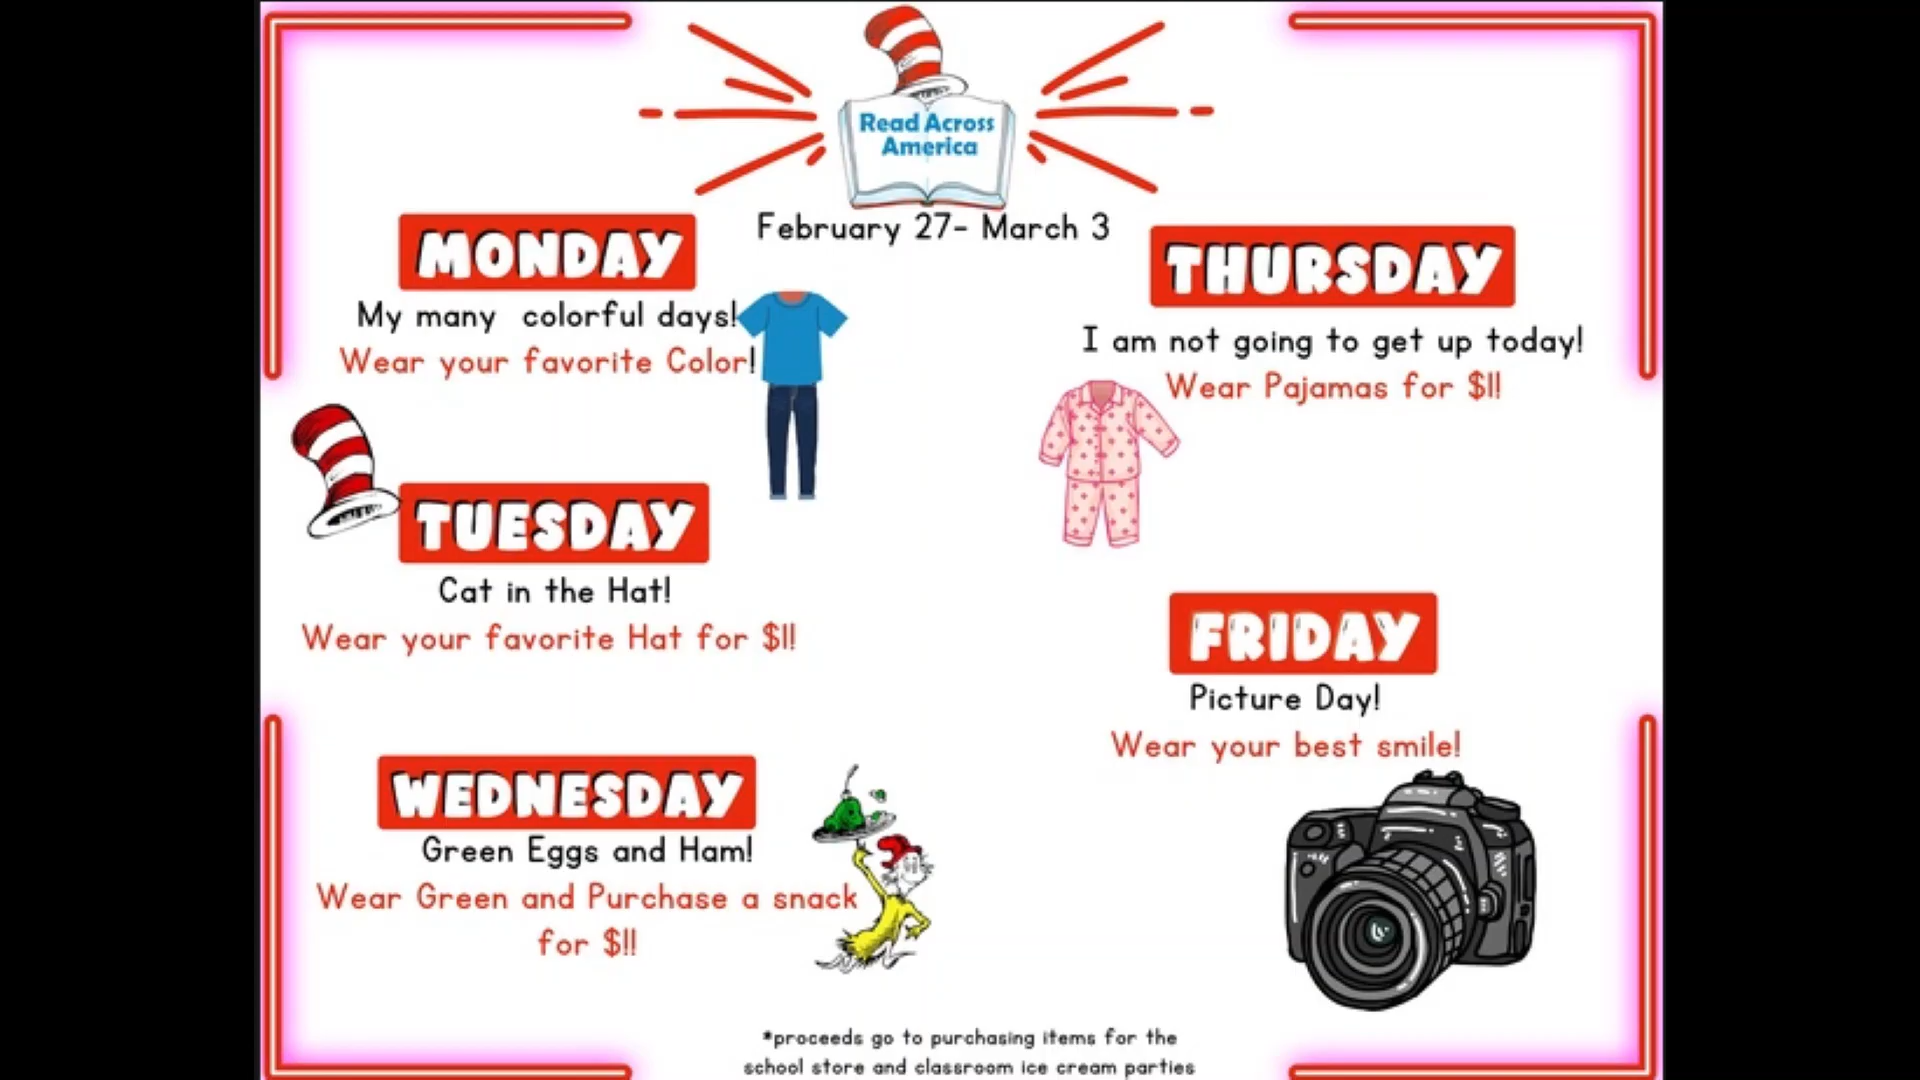 Read Across
America
February 27- March 3
MONDAY
My many colorful days!
Wear your favorite Color!
TUESDAY
Cat in the Hat!
Wear your favorite Hat for $1!
WEDNESDAY
Green Eggs and Ham!
Wear Green and Purchase a snack
for $1!
THURSDAY
I am not going to get up today!
Wear Pajamas for $1!
FRIDAY
Picture Day!
Wear your best smile!
*proceeds go to purchasing items for the
school store and classroom ice cream parties